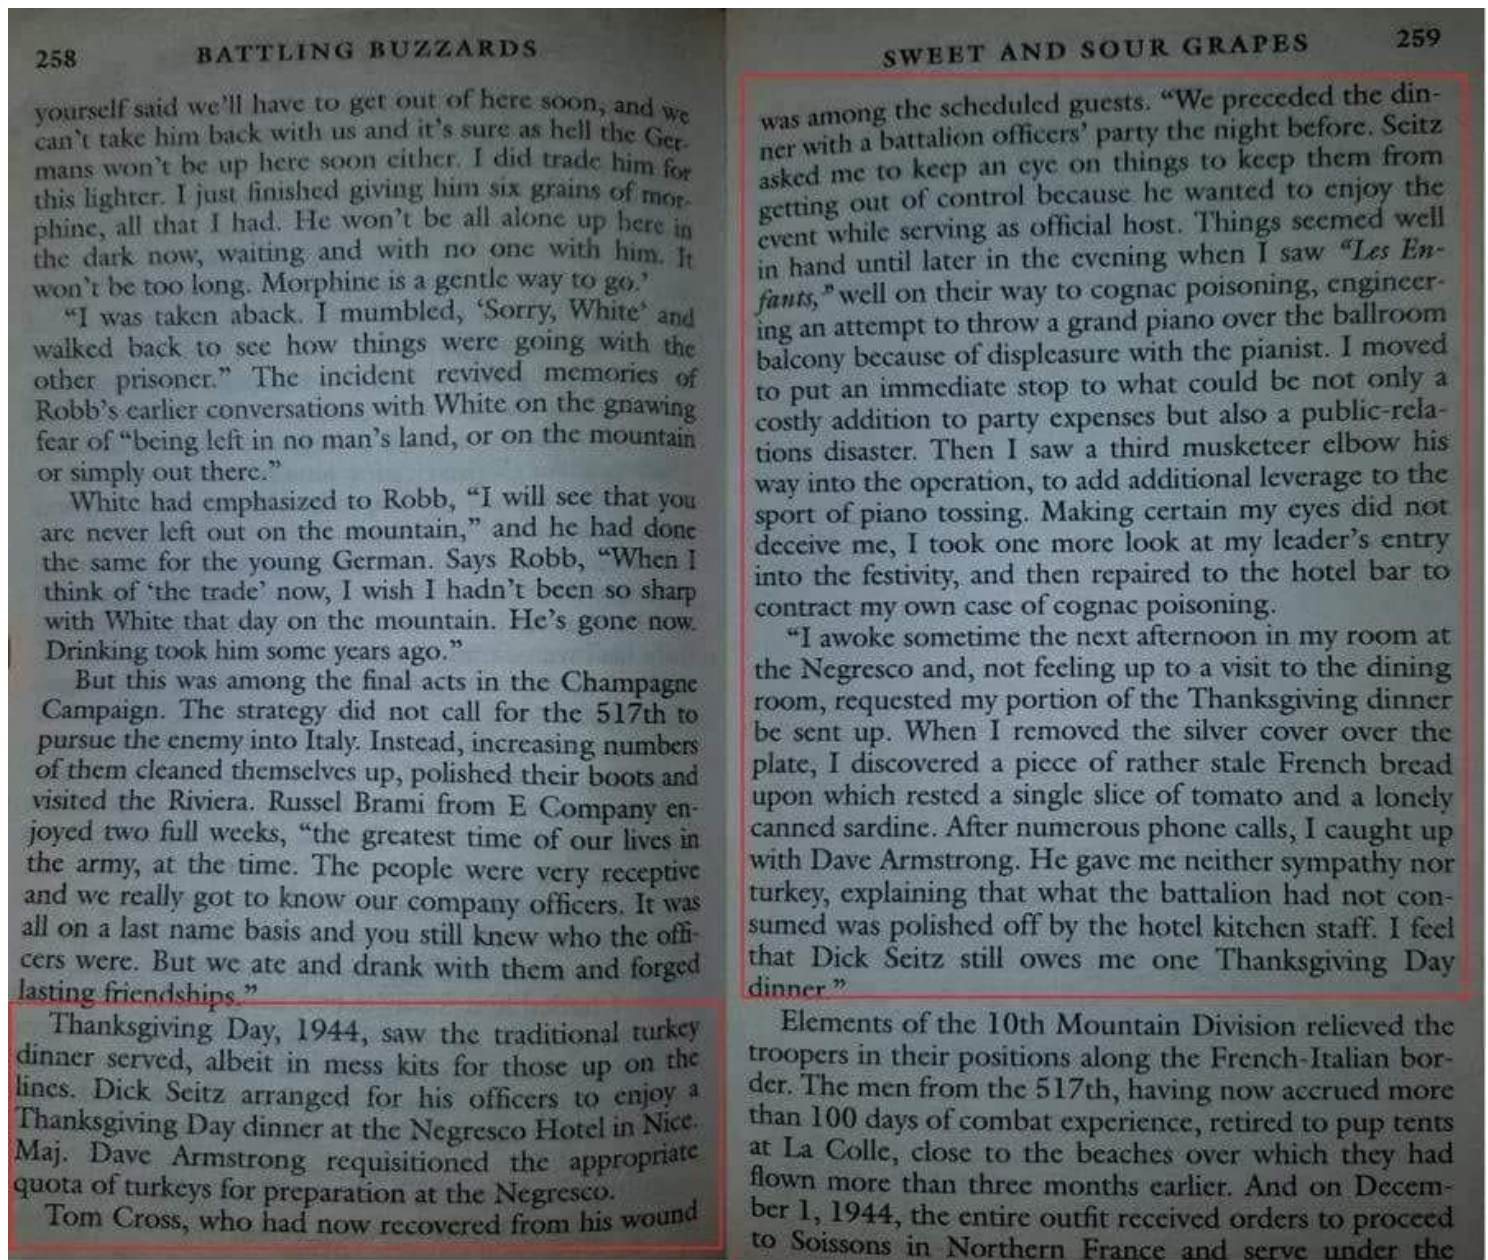 258
BATTLING BUZZARDS
yourself said we'll have to get out of here soon, and we
can't take him back with us and it's sure as hell the Ger-
mans won't be up here soon either. I did trade him for
this lighter. I just finished giving him six grains of mor-
phine, all that I had. He won't be all alone up here in
the dark now, waiting and with no one with him. It
won't be too long. Morphine is a gentle way to go.'
"I was taken aback. I mumbled, 'Sorry, White' and
walked back to see how things were going with the
other prisoner." The incident revived memories of
Robb's earlier conversations with White on the gnawing
fear of "being left in no man's land, or on the mountain
or simply out there."
White had emphasized to Robb, "I will see that you
are never left out on the mountain," and he had done
the same for the young German. Says Robb, "When I
think of 'the trade' now, I wish I hadn't been so sharp
with White that day on the mountain. He's gone now.
Drinking took him some years ago."
But this was among the final acts in the Champagne
Campaign. The strategy did not call for the 517th to
pursue the enemy into Italy. Instead, increasing numbers
of them cleaned themselves up, polished their boots and
visited the Riviera. Russel Brami from E Company en-
joyed two full weeks, "the greatest time of our lives in
the army, at the time. The people were very receptive
and we really got to know our company officers. It was
all on a last name basis and you still knew who the offi-
cers were. But we ate and drank with them and forged
lasting friendships."
Thanksgiving Day, 1944, saw the traditional turkey
dinner served, albeit in mess kits for those up on the
lines. Dick Seitz arranged for his officers to enjoy a
Thanksgiving Day dinner at the Negresco Hotel in Nice.
Maj. Dave Armstrong requisitioned the appropriate
quota of turkeys for preparation at the Negresco.
Tom Cross, who had now recovered from his wound
SWEET AND SOUR GRAPES
259
was among the scheduled guests. "We preceded the din-
ner with a battalion officers' party the night before. Seitz
asked me to keep an eye on things to keep them from
getting out of control because he wanted to enjoy the
event while serving as official host. Things seemed well
in hand until later in the evening when I saw "Les En-
fants," well on their way to cognac poisoning, engineer-
ing an attempt to throw a grand piano over the ballroom
balcony because of displeasure with the pianist. I moved
to put an immediate stop to what could be not only a
costly addition to party expenses but also a public-rela-
tions disaster. Then I saw a third musketeer elbow his
way into the operation, to add additional leverage to the
sport of piano tossing. Making certain my eyes did not
deceive me, I took one more look at my leader's entry
into the festivity, and then repaired to the hotel bar to
contract my own case of cognac poisoning.
"I awoke sometime the next afternoon in my room at
the Negresco and, not feeling up to a visit to the dining
room, requested my portion of the Thanksgiving dinner
be sent up. When I removed the silver cover over the
plate, I discovered a piece of rather stale French bread
upon which rested a single slice of tomato and a lonely
canned sardine. After numerous phone calls, I caught up
with Dave Armstrong. He gave me neither sympathy nor
turkey, explaining that what the battalion had not con-
sumed was polished off by the hotel kitchen staff. I feel
that Dick Seitz still owes me one Thanksgiving Day
dinner."
Elements of the 10th Mountain Division relieved the
troopers in their positions along the French-Italian bor-
der. The men from the 517th, having now accrued more
than 100 days of combat experience, retired to pup tents
at La Colle, close to the beaches over which they had
flown more than three months earlier. And on Decem-
ber 1, 1944, the entire outfit received orders to proceed
to Soissons in Northern France and serve under the